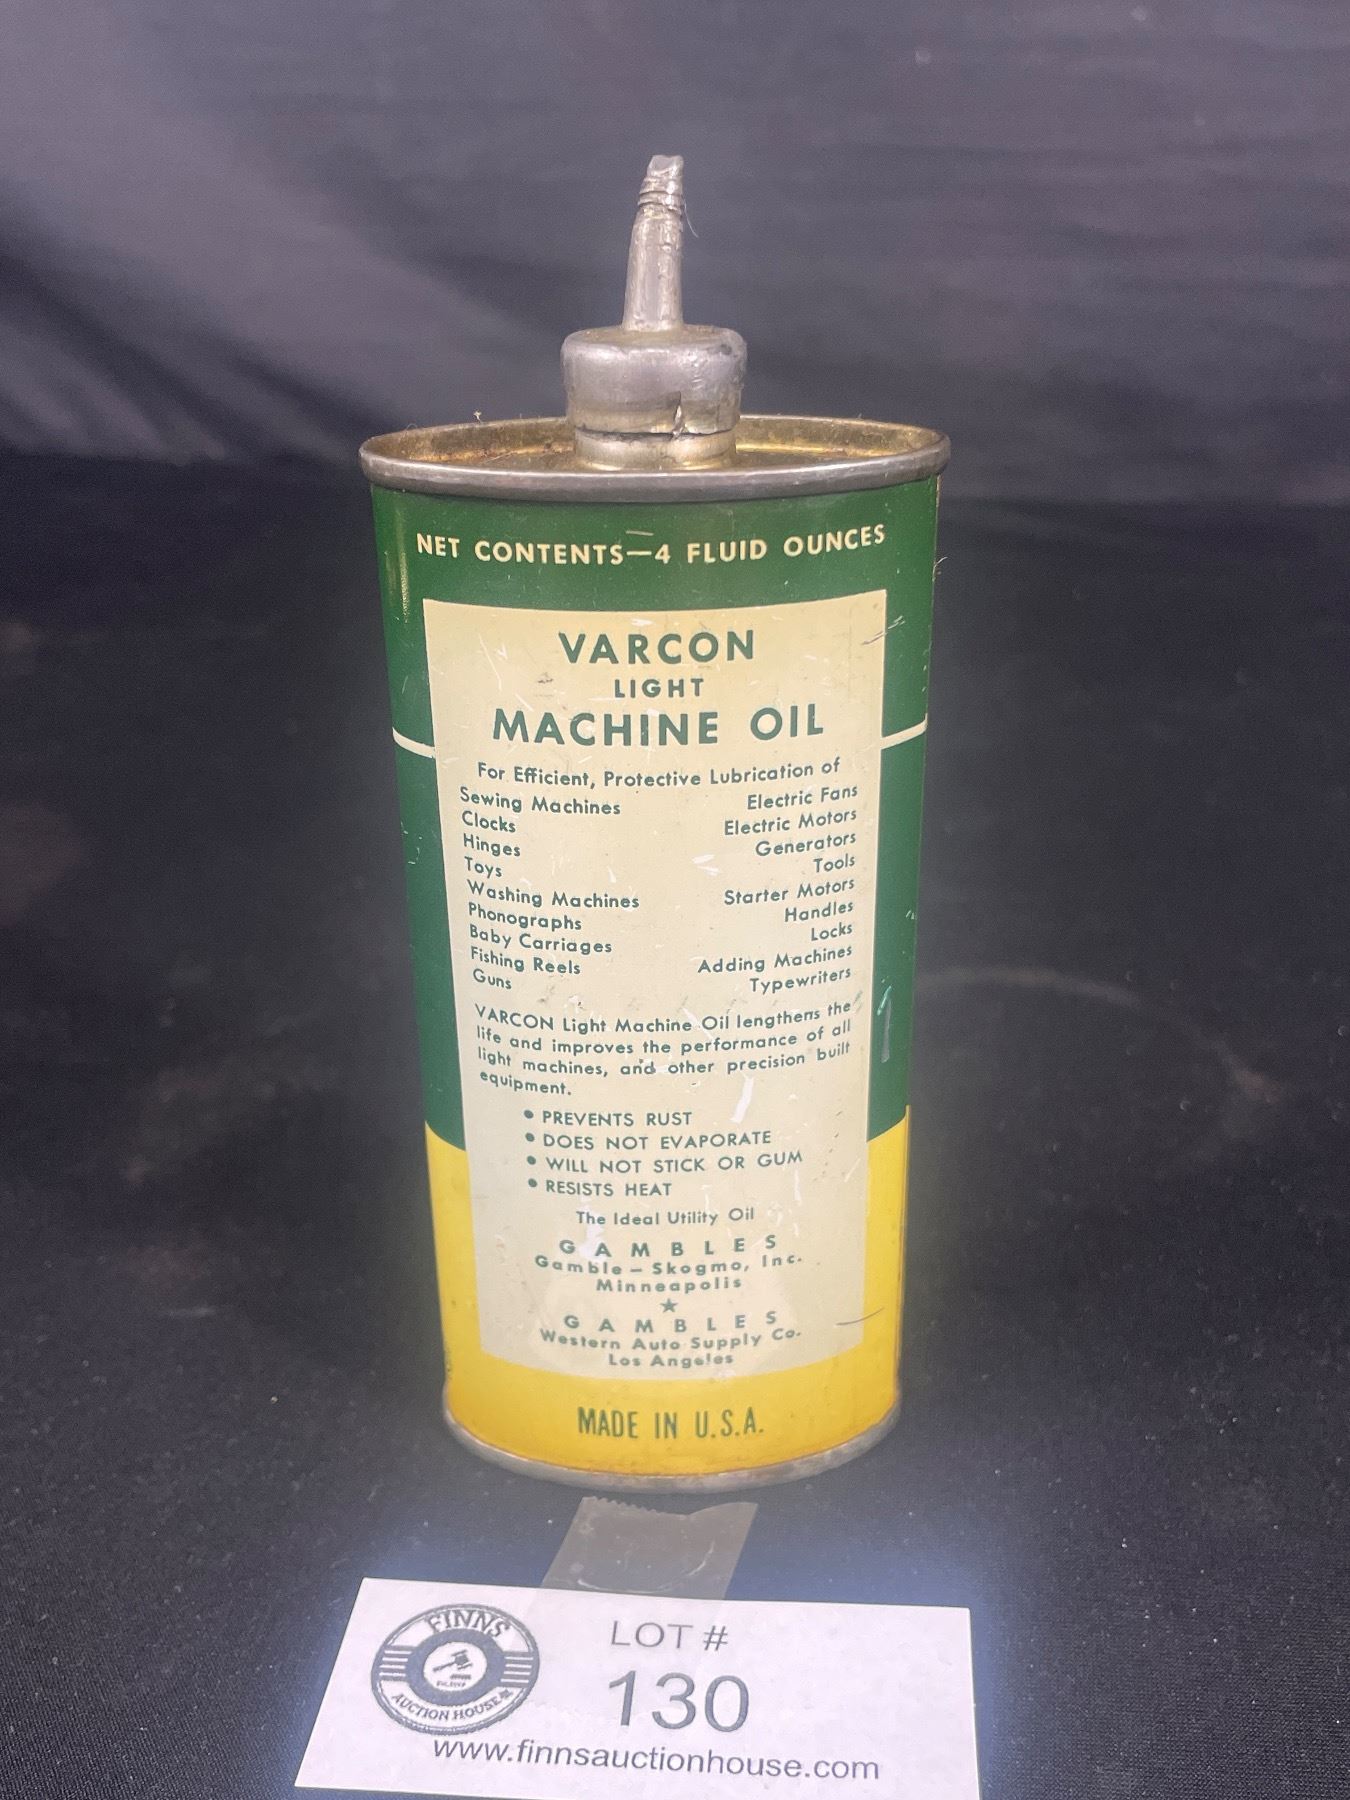 NET CONTENTS—4 FLUID OUNCES
VARCON
LIGHT
MACHINE OIL
For Efficient, Protective Lubrication of
Sewing Machines
Clocks
Hinges
Toys
Washing Machines
Phonographs
Baby Carriages
Fishing Reels
Guns
Electric Fans
Electric Motors
Generators
Tools
Starter Motors
Handles
Locks
Adding Machines
Typewriters
VARCON Light Machine Oil lengthens the
life and improves the performance of all
light machines, and other precision built
equipment.
• PREVENTS RUST
• DOES NOT EVAPORATE
• WILL NOT STICK OR GUM
• RESISTS HEAT
The Ideal Utility Oil
GAMBLES
Gamble – Skogmo, Inc.
Minneapolis
★
GAMBLES
Western Auto Supply Co.
Los Angeles
MADE IN U.S.A.
FINNS
AUCTION HOUSE
LOT #
130
www.finnsauctionhouse.com